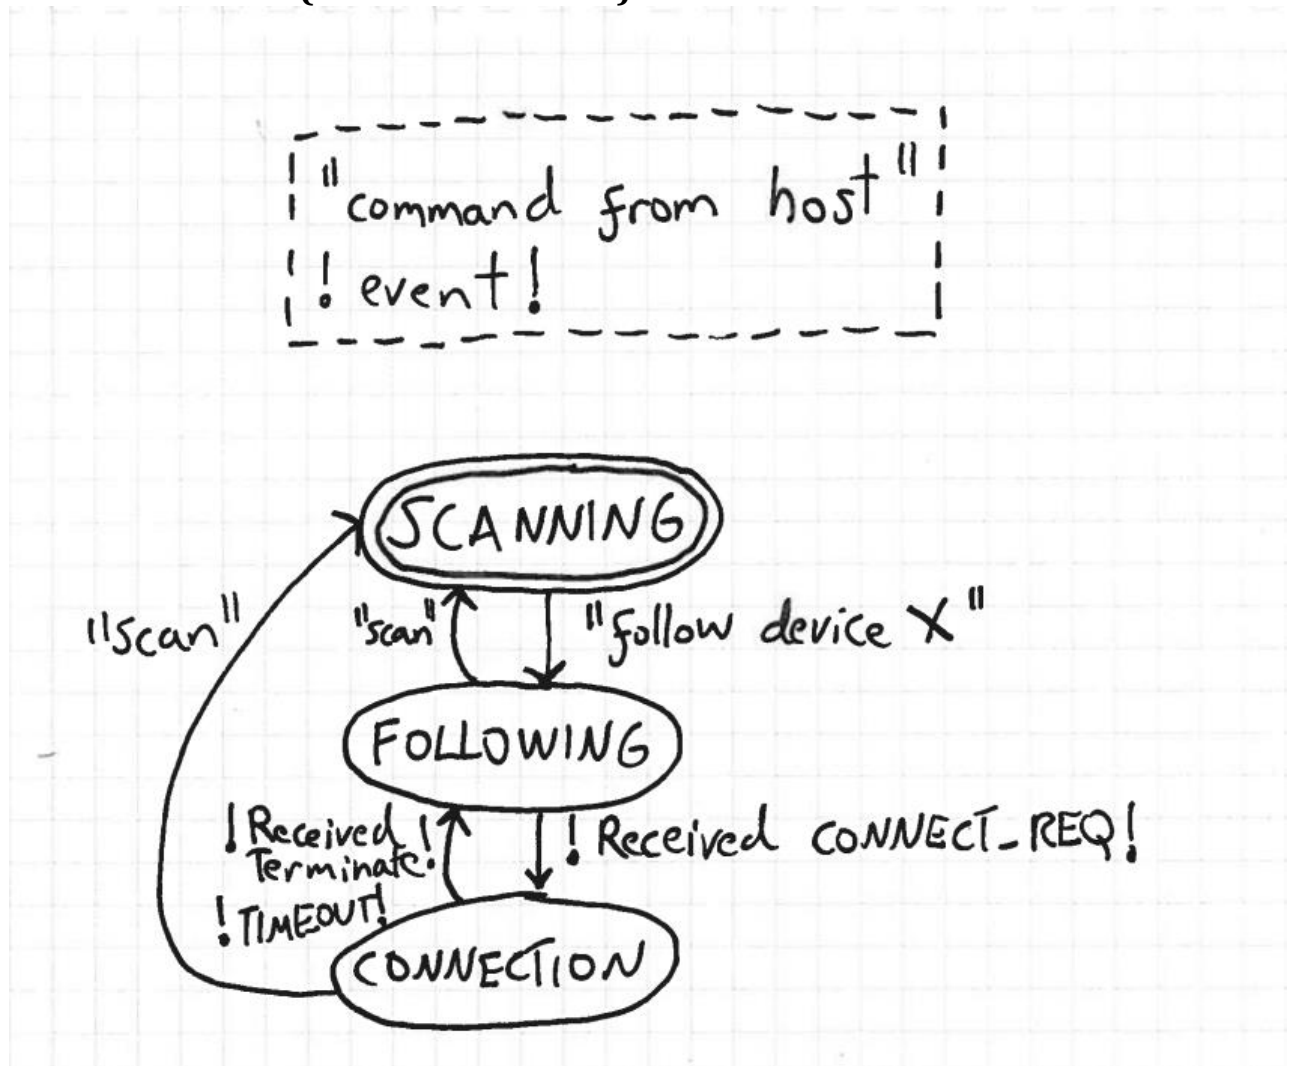 "command from host"
! event!
SCANNING
"Scan"
"scan"
"follow device X"
FOLLOWING
! Received
Terminate!
! Received CONNECT_REQ!
! TIMEOUT!
CONNECTION